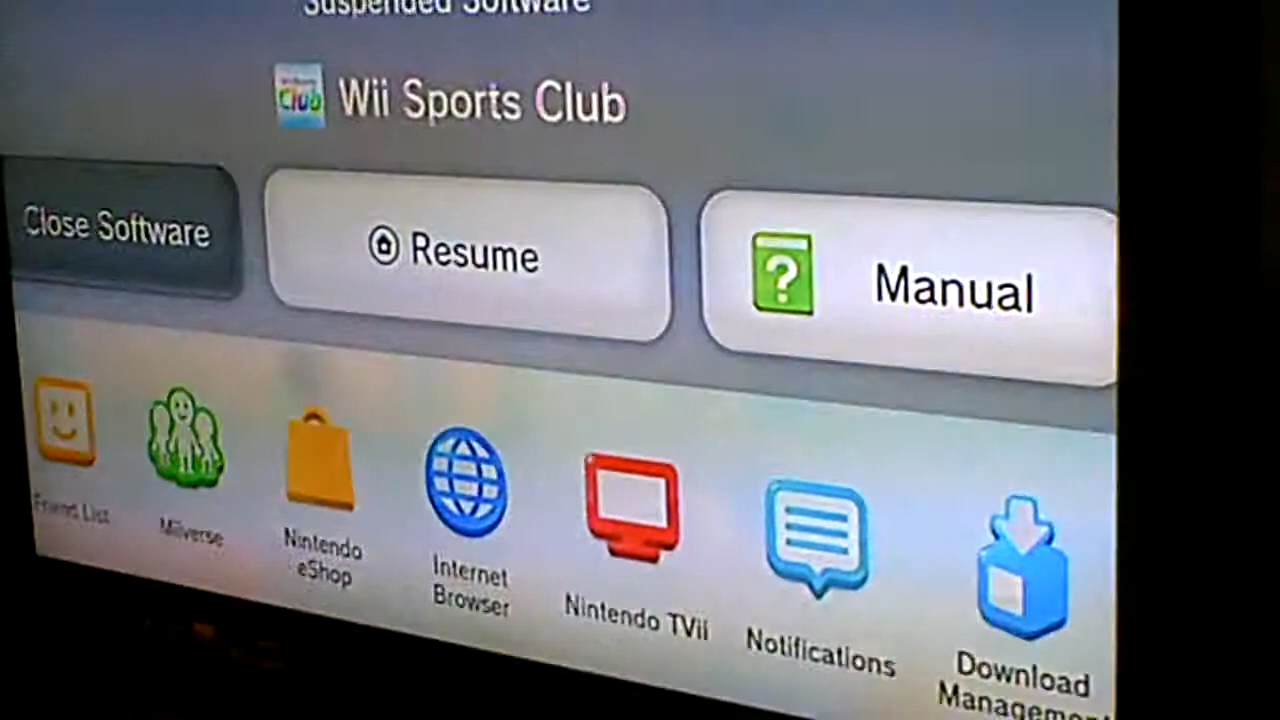 Suspended Software
Club
Wii Sports Club
Close Software
Resume
? Manual
Friend List
Miiverse
Nintendo
eShop
Internet
Browser
Nintendo TVii
Notifications
Download
Management